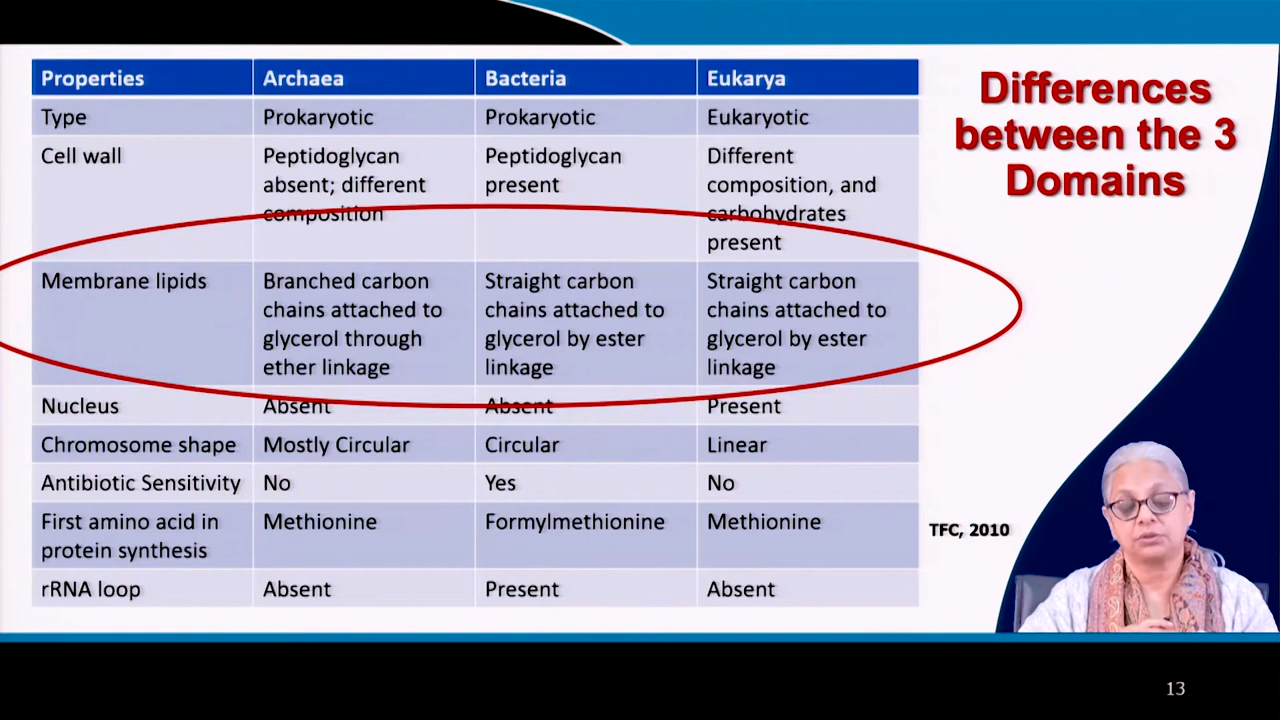 Differences
between the 3
Domains
Properties Archaea Bacteria Eukarya
Type Prokaryotic Prokaryotic Eukaryotic
Cell wall Peptidoglycan Peptidoglycan Different
absent; different present composition, and
composition carbohydrates
present
Membrane lipids Branched carbon Straight carbon Straight carbon
chains attached to chains attached to chains attached to
glycerol through glycerol by ester glycerol by ester
ether linkage linkage linkage
Nucleus Absent Absent Present
Chromosome shape Mostly Circular Circular Linear
Antibiotic Sensitivity No Yes No
First amino acid in Methionine Formylmethionine Methionine
protein synthesis
rRNA loop Absent Present Absent
TFC, 2010
13